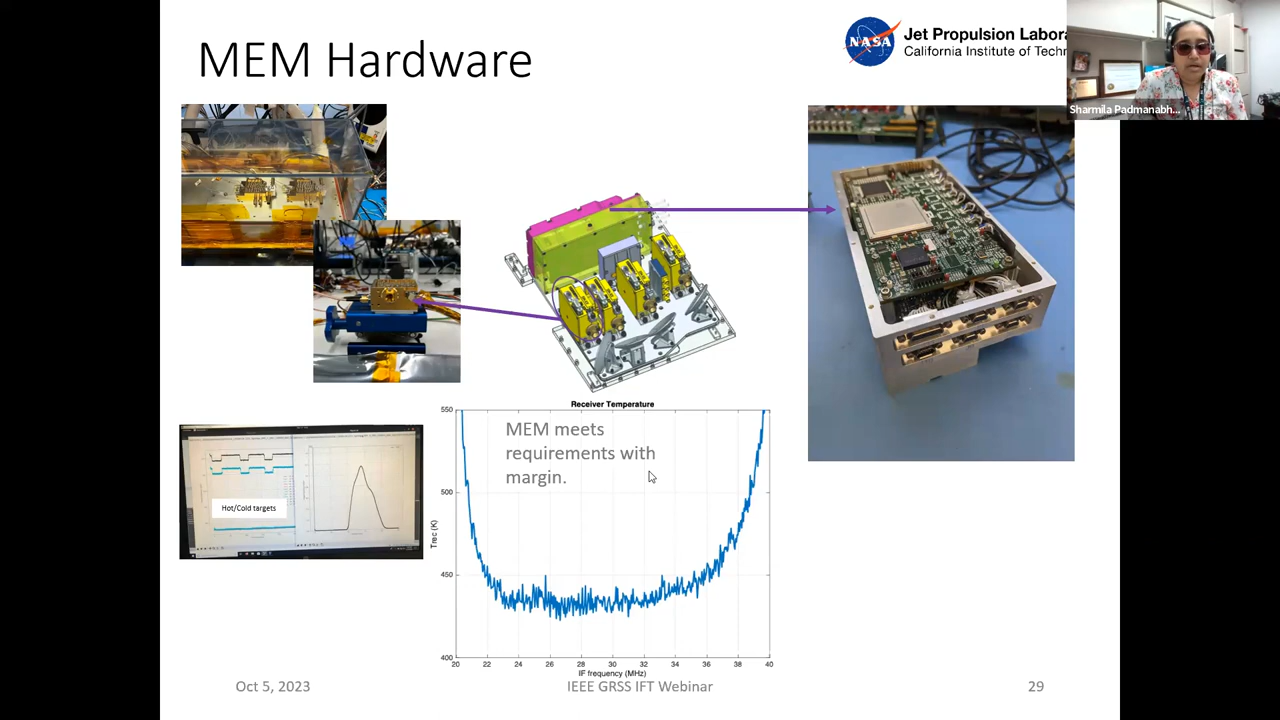 MEM Hardware
NASA
Jet Propulsion Labora
California Institute of Techn
Sharmila Padmanabh...
Hot/Cold targets
Receiver Temperature
MEM meets
requirements with
margin.
550
500
450
400
Trec (K)
20 22 24 26 28 30 32 34 36 38 40
IF frequency (MHz)
Oct 5, 2023
IEEE GRSS IFT Webinar
29